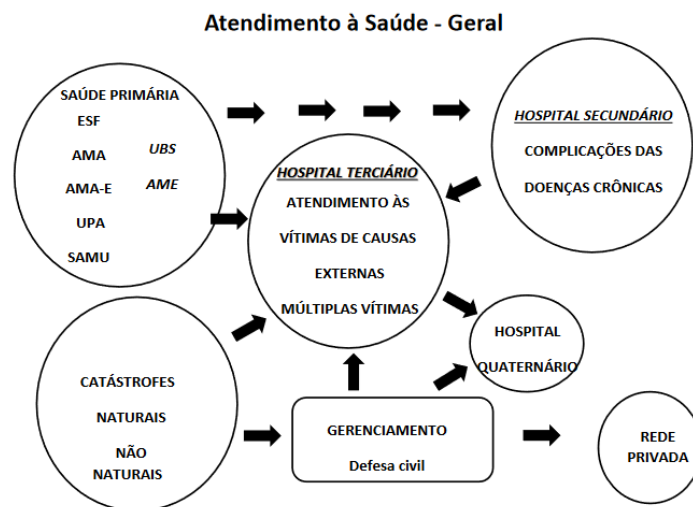 Atendimento à Saúde - Geral
SAÚDE PRIMÁRIA
ESF
AMA
UBS
AMA-E
AME
UPA
SAMU
HOSPITAL TERCIÁRIO
ATENDIMENTO ÀS
VÍTIMAS DE CAUSAS
EXTERNAS
MÚLTIPLAS VÍTIMAS
HOSPITAL SECUNDÁRIO
COMPLICAÇÕES DAS
DOENÇAS CRÔNICAS
HOSPITAL
QUATERNÁRIO
CATÁSTROFES
NATURAIS
NÃO
NATURAIS
GERENCIAMENTO
Defesa civil
REDE
PRIVADA